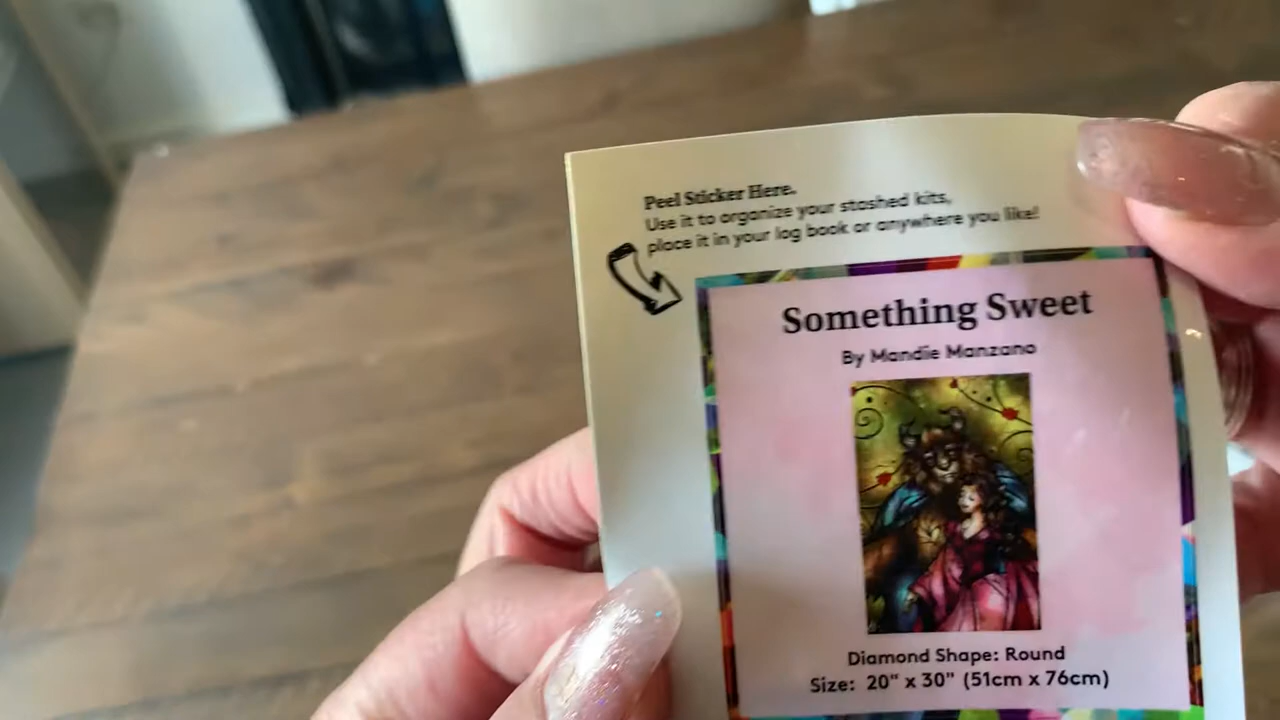 Peel Sticker Here.
Use it to organize your stashed kits,
place it in your log book or anywhere you like!
Something Sweet
By Mandie Manzano
Diamond Shape: Round
Size: 20" x 30" (51cm x 76cm)